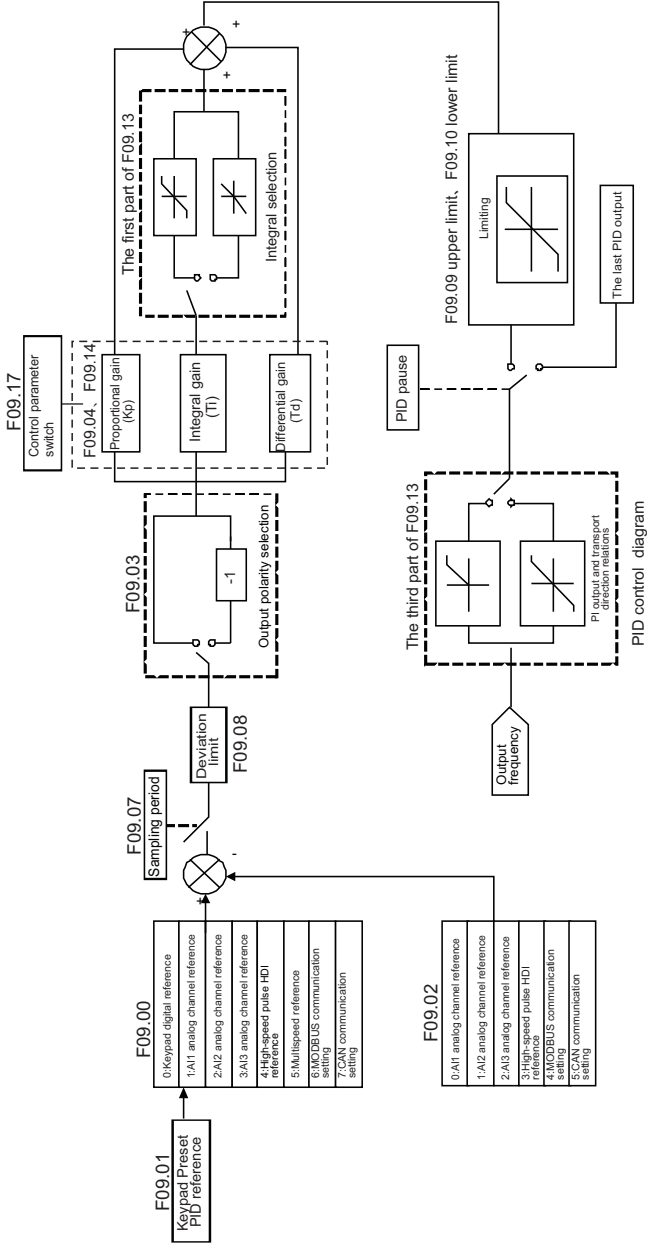 F09.01
Keypad Preset
PID reference
F09.00
0:Keypad digital reference
1:AI1 analog channel reference
2:AI2 analog channel reference
3:AI3 analog channel reference
4:High-speed pulse HDI
reference
5:Multispeed reference
6:MODBUS communication
setting
7:CAN communication
setting
F09.02
0:AI1 analog channel reference
1:AI2 analog channel reference
2:AI3 analog channel reference
3:High-speed pulse HDI
reference
4:MODBUS communication
setting
5:CAN communication
setting
+
-
F09.07
Sampling period
Deviation
limit
F09.08
F09.03
-1
Output polarity selection
F09.17
Control parameter
switch
F09.04、F09.14
Proportional gain
(Kp)
Integral gain
(Ti)
Differential gain
(Td)
The first part of F09.13
Integral selection
+
+
+
Output
frequency
The third part of F09.13
PI output and transport
direction relations
PID pause
F09.09 upper limit、 F09.10 lower limit
Limiting
The last PID output
PID control diagram